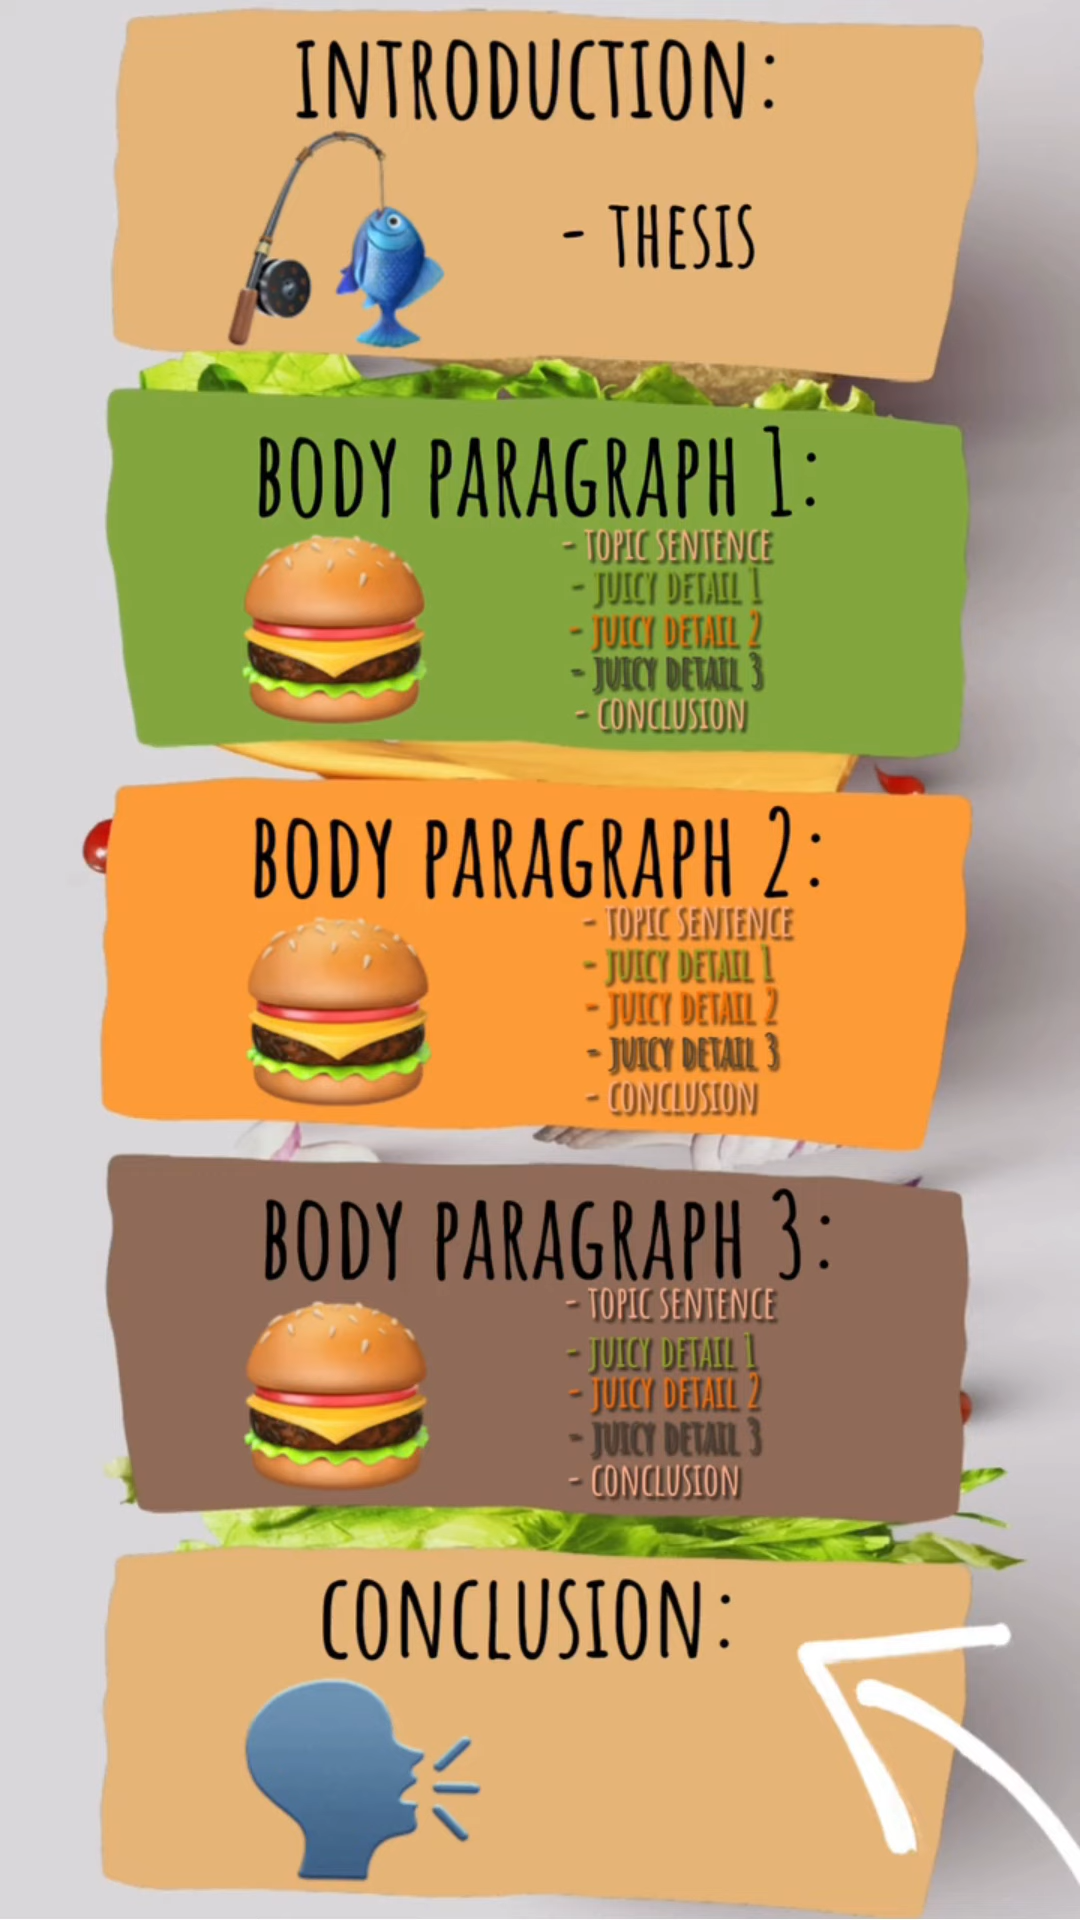 INTRODUCTION:
- THESIS
BODY PARAGRAPH 1:
- TOPIC SENTENCE
- JUICY DETAIL 1
- JUICY DETAIL 2
- JUICY DETAIL 3
- CONCLUSION
BODY PARAGRAPH 2:
- TOPIC SENTENCE
- JUICY DETAIL 1
- JUICY DETAIL 2
- JUICY DETAIL 3
- CONCLUSION
BODY PARAGRAPH 3:
- TOPIC SENTENCE
- JUICY DETAIL 1
- JUICY DETAIL 2
- JUICY DETAIL 3
- CONCLUSION
CONCLUSION: